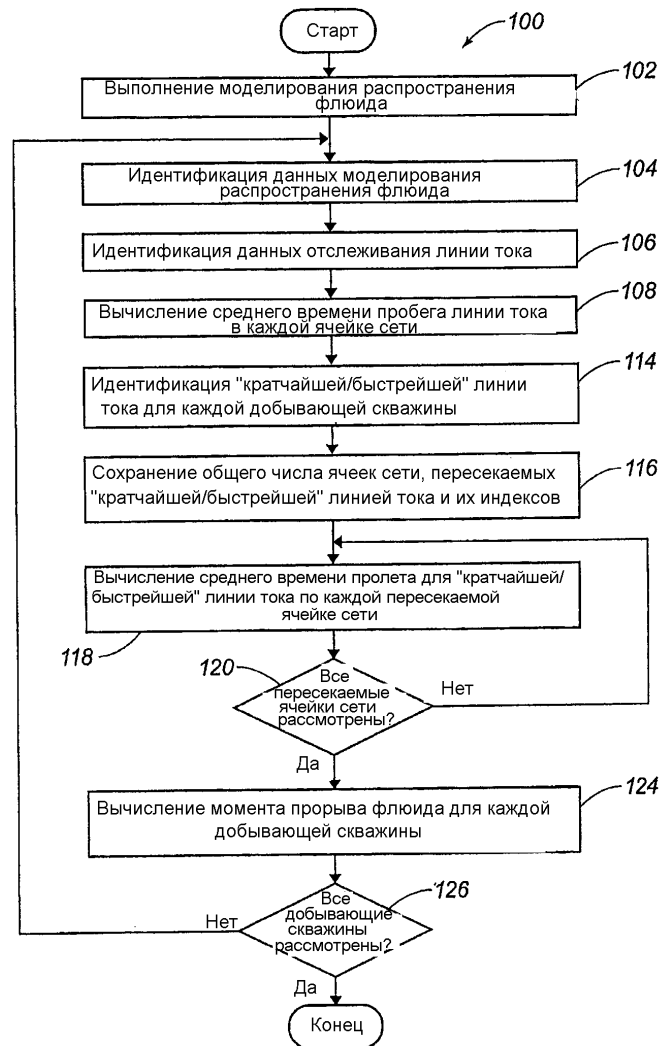 Старт
100
Выполнение моделирования распространения
флюида
102
Идентификация данных моделирования
распространения флюида
104
Идентификация данных отслеживания линии тока
106
Вычисление среднего времени пробега линии тока
в каждой ячейке сети
108
Идентификация "кратчайшей/быстрейшей" линии
тока для каждой добывающей скважины
114
Сохранение общего числа ячеек сети, пересекаемых
"кратчайшей/быстрейшей" линией тока и их индексов
116
Вычисление среднего времени пролета для "кратчайшей/
быстрейшей" линии тока по каждой пересекаемой
ячейке сети
118
120
Все
пересекаемые
ячейки сети
рассмотрены?
Нет
Да
Вычисление момента прорыва флюида для каждой
добывающей скважины
124
126
Все
добывающие
скважины
рассмотрены?
Нет
Да
Конец